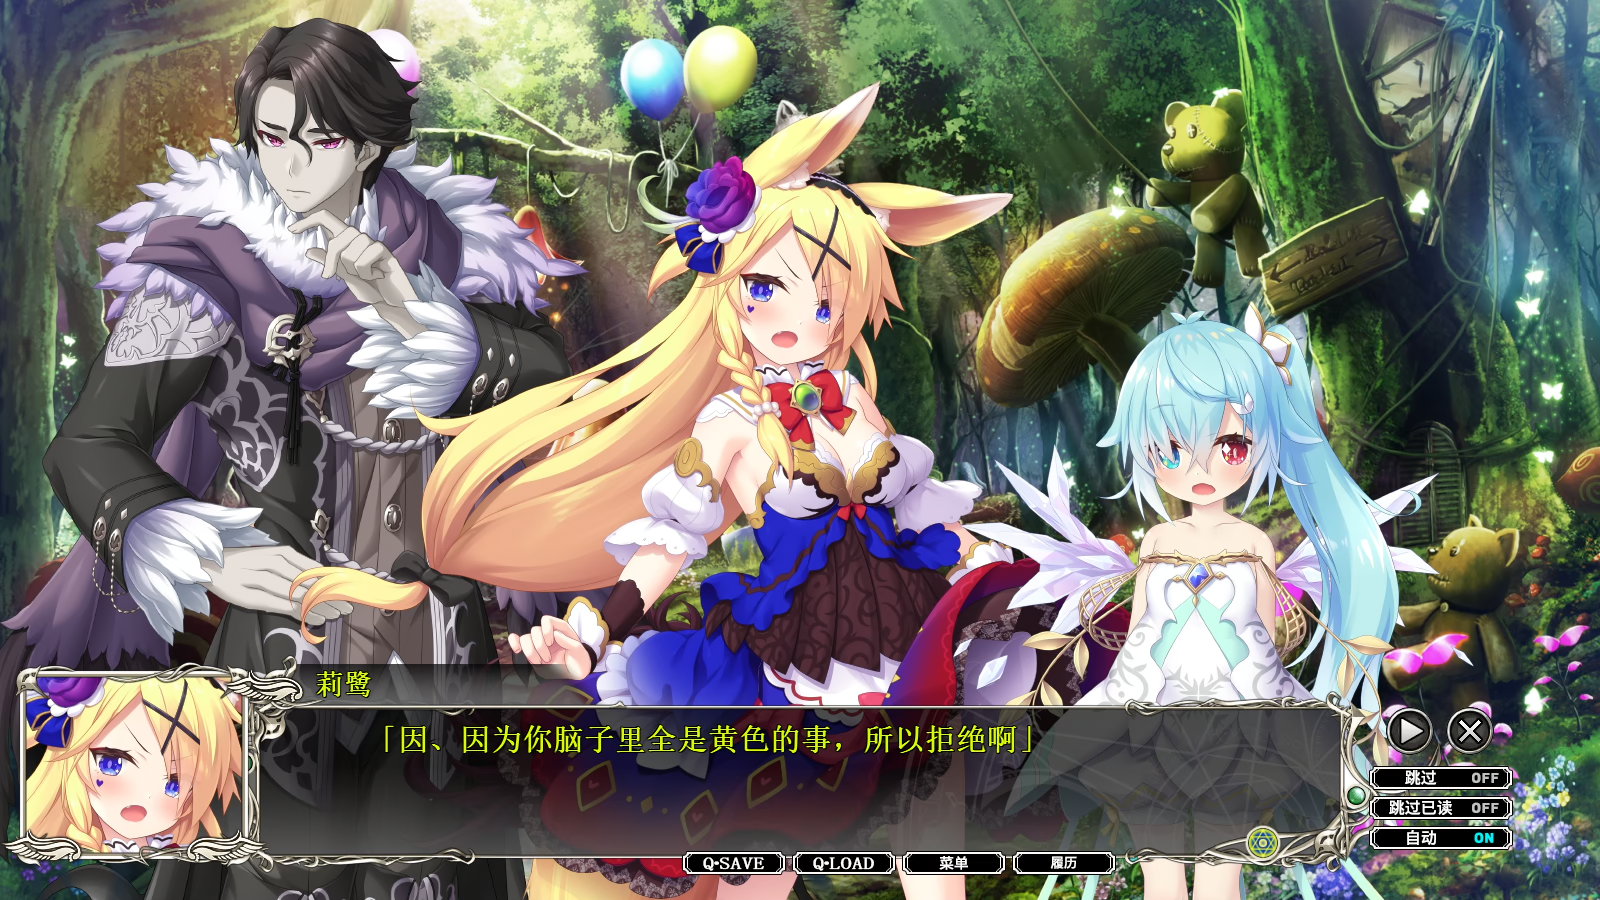 莉鹭
「因、因为你脑子里全是黄色的事，所以拒绝啊」
跳过 OFF
跳过已读 OFF
自动 ON
Q•SAVE Q•LOAD 菜单 履历